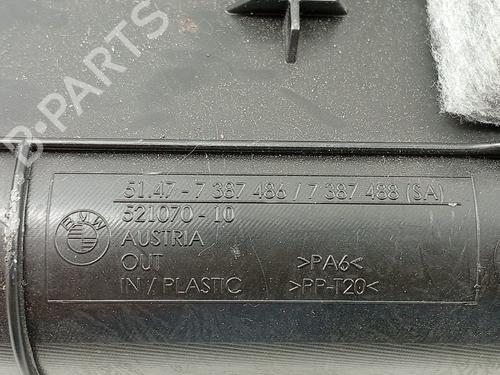 B-PARTS
51.47 - 7 387 486 / 7 387 488 (SA)
BMW
521070-10
AUSTRIA
OUT >PA6<
IN / PLASTIC >PP-T20<